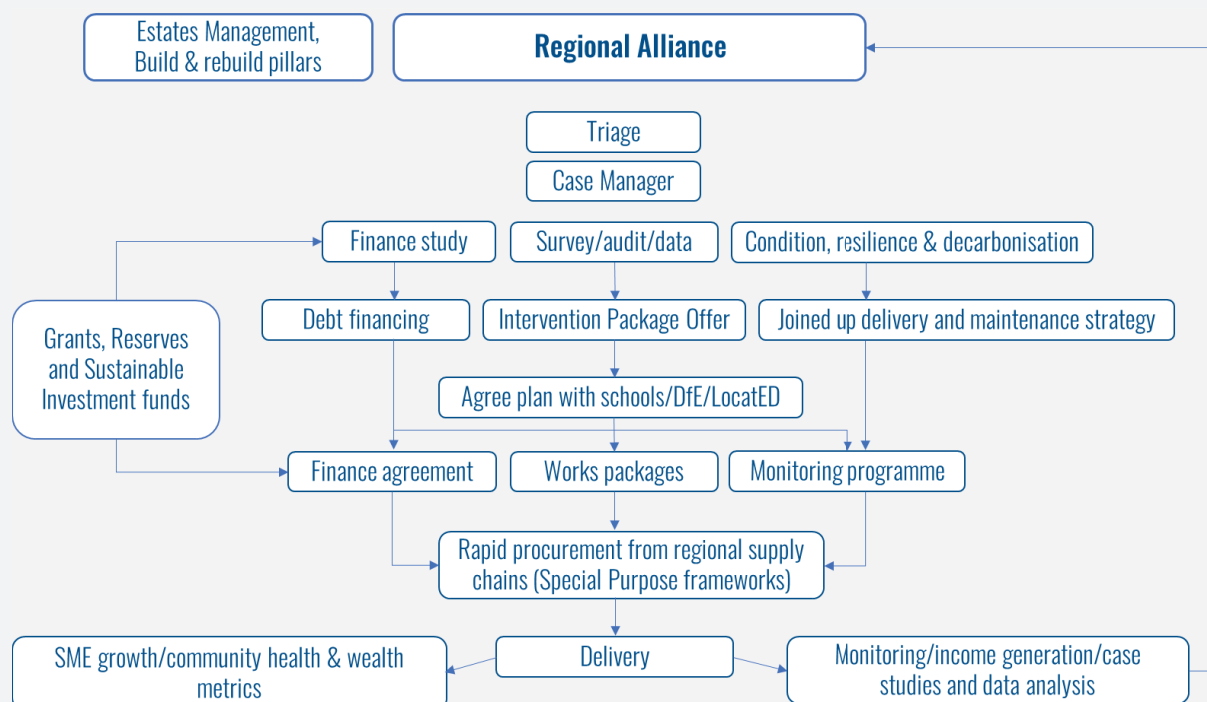 Estates Management,
Build & rebuild pillars
Regional Alliance
Triage
Case Manager
Finance study
Survey/audit/data
Condition, resilience & decarbonisation
Debt financing
Intervention Package Offer
Joined up delivery and maintenance strategy
Grants, Reserves
and Sustainable
Investment funds
Agree plan with schools/DfE/LocatED
Finance agreement
Works packages
Monitoring programme
Rapid procurement from regional supply
chains (Special Purpose frameworks)
SME growth/community health & wealth
metrics
Delivery
Monitoring/income generation/case
studies and data analysis